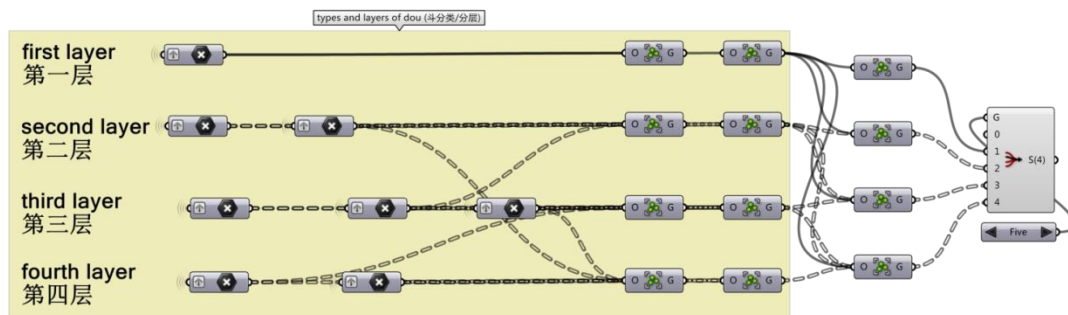 types and layers of dou (斗分类/分层)
first layer
第一层
O G
O G
O G
second layer
第二层
O G
O G
O G
third layer
第三层
O G
O G
O G
fourth layer
第四层
O G
O G
O G
G
0
1
2
3
4
S(4)
Five